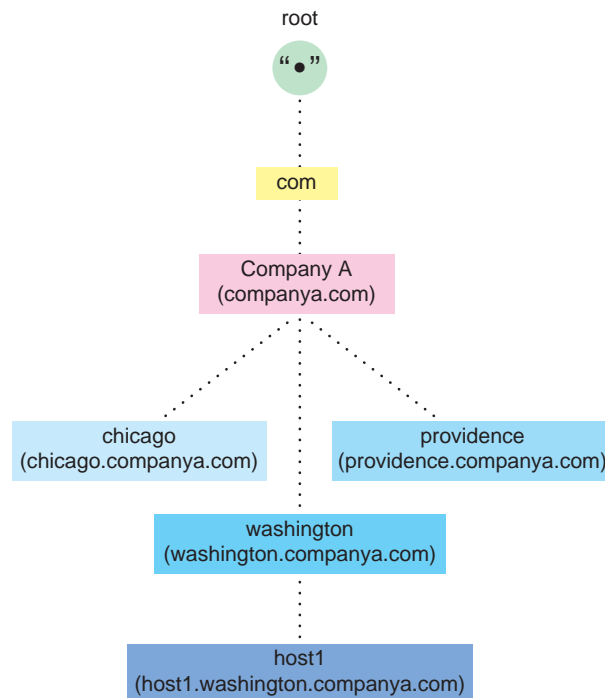 root
“•”
com
Company A
(companya.com)
chicago
(chicago.companya.com)
providence
(providence.companya.com)
washington
(washington.companya.com)
host1
(host1.washington.companya.com)